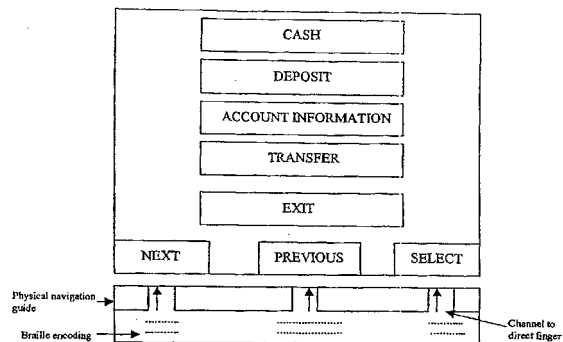 CASH
DEPOSIT
ACCOUNT INFORMATION
TRANSFER
EXIT
NEXT
PREVIOUS
SELECT
Physical navigation
guide
Braille encoding
Channel to
direct finger